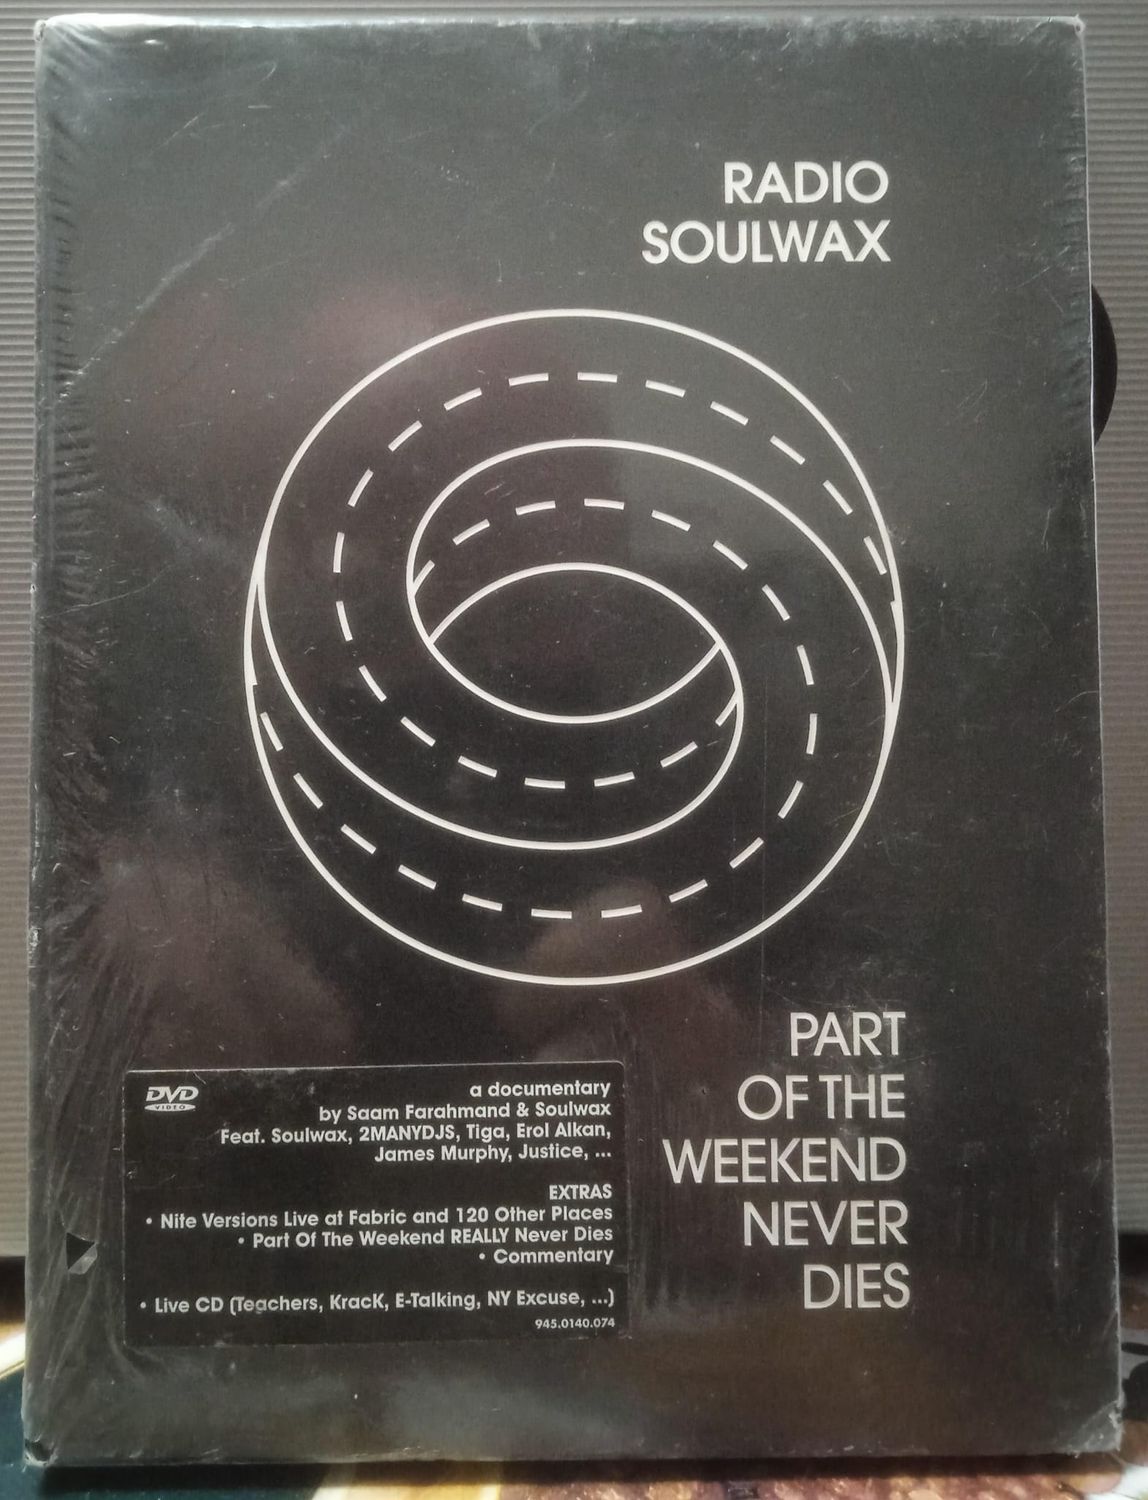 RADIO
SOULWAX
PART
OF THE
WEEKEND
NEVER
DIES
DVD
VIDEO
a documentary
by Saam Farahmand & Soulwax
Feat. Soulwax, 2MANYDJS, Tiga, Erol Alkan,
James Murphy, Justice, ...
EXTRAS
• Nite Versions Live at Fabric and 120 Other Places
• Part Of The Weekend REALLY Never Dies
• Commentary
• Live CD (Teachers, KracK, E-Talking, NY Excuse, ...)
945.0140.074